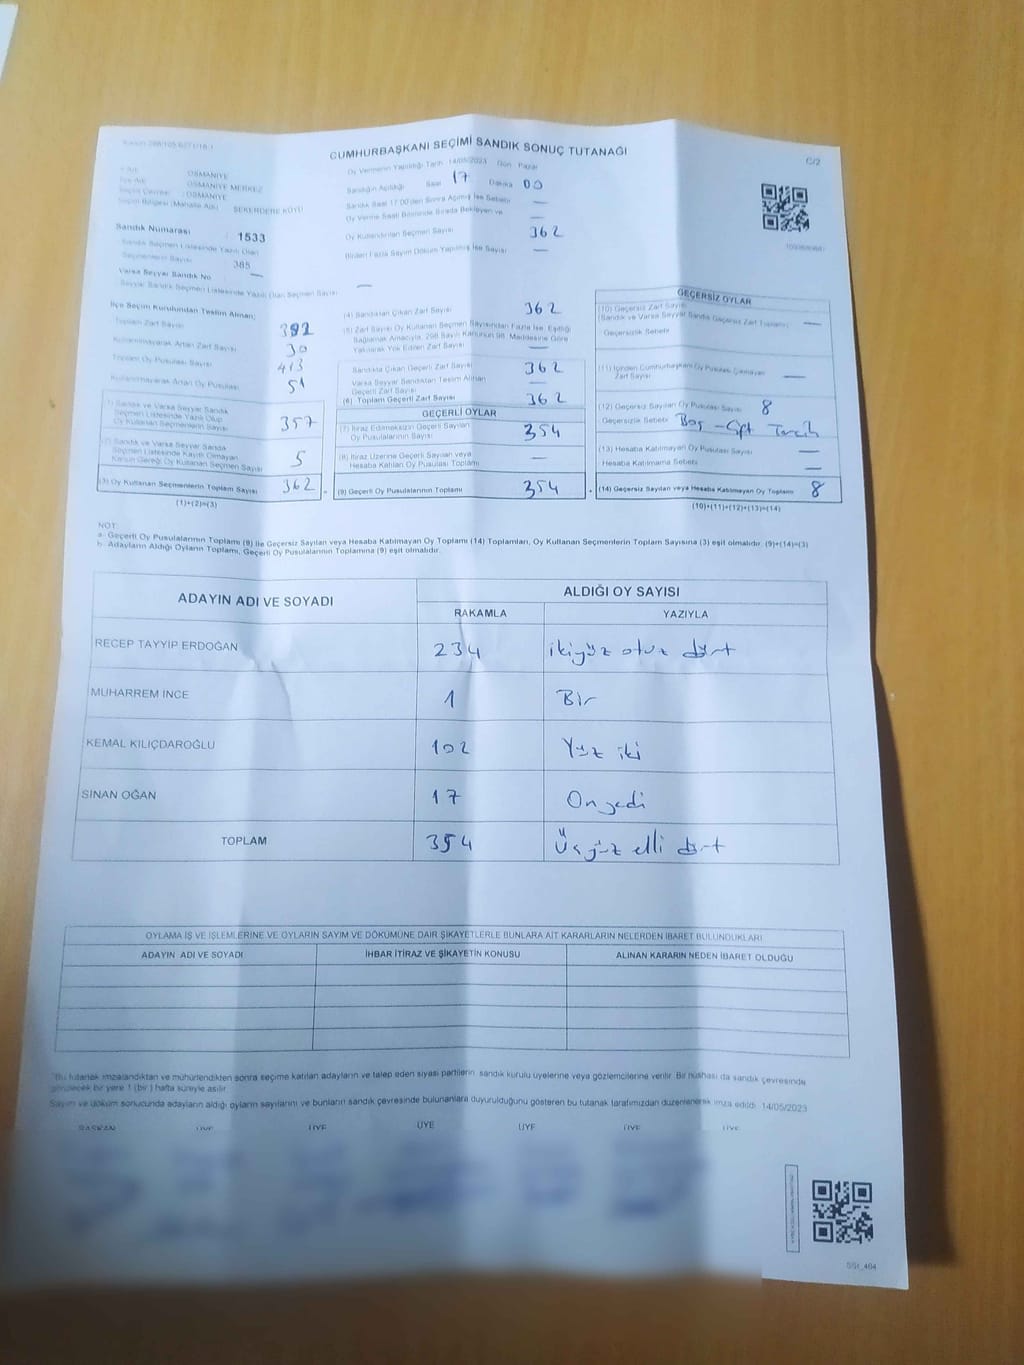 CUMHURBAŞKANI SEÇİMİ SANDIK SONUÇ TUTANAĞI
C/2
Oy Vermenin Yapıldığı Tarih 14/05/2023 Gün Pazar
OSMANİYE
OSMANİYE MERKEZ
OSMANİYE
Seçim Bölgesi (Mahalle Adı) ŞEKERDERE KÖYÜ
Sandığın Açıldığı Saat 17 Dakika 00
Sandık Saat 17:00'den Sonra Açılmış İse Sebebi —
Oy Verme Saati Bitiminde Sırada Bekleyen ve —
Oy Kullandırılan Seçmen Sayısı 362
Birden Fazla Sayım Döküm Yapılmış İse Sayısı —
Sandık Numarası 1533
Sandık Seçmen Listesinde Yazılı Olan
Seçmenlerin Sayısı 385
Varsa Seyyar Sandık No —
Seyyar Sandık Seçmen Listesinde Yazılı Olan Seçmen Sayısı —
İlçe Seçim Kurulundan Teslim Alınan;
Toplam Zarf Sayısı 392
Kullanılmayarak Artan Zarf Sayısı 30
Toplam Oy Pusulası Sayısı 413
Kullanılmayarak Artan Oy Pusulası 51
(1) Sandık ve Varsa Seyyar Sandık
Seçmen Listesinde Yazılı Olup
Oy Kullanan Seçmenlerin Sayısı 357
(2) Sandık ve Varsa Seyyar Sandık
Seçmen Listesinde Kayıtlı Olmayan
Kanun Gereği Oy Kullanan Seçmen Sayısı 5
(3) Oy Kullanan Seçmenlerin Toplam Sayısı 362
(1)+(2)=(3)
(4) Sandıktan Çıkan Zarf Sayısı 362
(5) Zarf Sayısı Oy Kullanan Seçmen Sayısından Fazla İse, Eşitliği
Sağlamak Amacıyla, 298 Sayılı Kanunun 98. Maddesine Göre
Yakılarak Yok Edilen Zarf Sayısı —
Sandıkta Çıkan Geçerli Zarf Sayısı 362
Varsa Seyyar Sandıktan Teslim Alınan
Geçerli Zarf Sayısı —
(6) Toplam Geçerli Zarf Sayısı 362
GEÇERLİ OYLAR
(7) İtiraz Edilmeksizin Geçerli Sayılan
Oy Pusulalarının Sayısı 354
(8) İtiraz Üzerine Geçerli Sayılan veya
Hesaba Katılan Oy Pusulası Toplamı —
(9) Geçerli Oy Pusulalarının Toplamı 354
GEÇERSİZ OYLAR
(10) Geçersiz Zarf Sayısı
(Sandık ve Varsa Seyyar Sandık Geçersiz Zarf Toplamı) —
Geçersizlik Sebebi
(11) İçinden Cumhurbaşkanı Oy Pusulası Çıkmayan
Zarf Sayısı —
(12) Geçersiz Sayılan Oy Pusulası Sayısı 8
Geçersizlik Sebebi Boş - Çift Tercih
(13) Hesaba Katılmayan Oy Pusulası Sayısı —
Hesaba Katılmama Sebebi —
(14) Geçersiz Sayılan veya Hesaba Katılmayan Oy Toplamı 8
(10)+(11)+(12)+(13)=(14)
NOT:
a- Geçerli Oy Pusulalarının Toplamı (9) ile Geçersiz Sayılan veya Hesaba Katılmayan Oy Toplamı (14) Toplamları, Oy Kullanan Seçmenlerin Toplam Sayısına (3) eşit olmalıdır. (9)+(14)=(3)
b- Adayların Aldığı Oyların Toplamı, Geçerli Oy Pusulalarının Toplamına (9) eşit olmalıdır.
ADAYIN ADI VE SOYADI ALDIĞI OY SAYISI
RAKAMLA YAZIYLA
RECEP TAYYİP ERDOĞAN 234 ikiyüz otuz dört
MUHARREM İNCE 1 Bir
KEMAL KILIÇDAROĞLU 102 Yüz iki
SİNAN OĞAN 17 On yedi
TOPLAM 354 Üçyüz elli dört
OYLAMA İŞ VE İŞLEMLERİNE VE OYLARIN SAYIM VE DÖKÜMÜNE DAİR ŞİKAYETLERLE BUNLARA AİT KARARLARIN NELERDEN İBARET BULUNDUKLARI
ADAYIN ADI VE SOYADI İHBAR İTİRAZ VE ŞİKAYETİN KONUSU ALINAN KARARIN NEDEN İBARET OLDUĞU
Bu tutanak imzalandıktan ve mühürlendikten sonra seçime katılan adayların ve talep eden siyasi partilerin, sandık kurulu üyelerine veya gözlemcilerine verilir. Bir nüshası da sandık çevresinde
görülecek bir yere 1 (bir) hafta süreyle asılır.
Sayım ve döküm sonucunda adayların aldığı oyların sayılarını ve bunların sandık çevresinde bulunanlara duyurulduğunu gösteren bu tutanak tarafımızdan düzenlenerek imza edildi. 14/05/2023
BAŞKAN ÜYE ÜYE ÜYE ÜYE ÜYE ÜYE